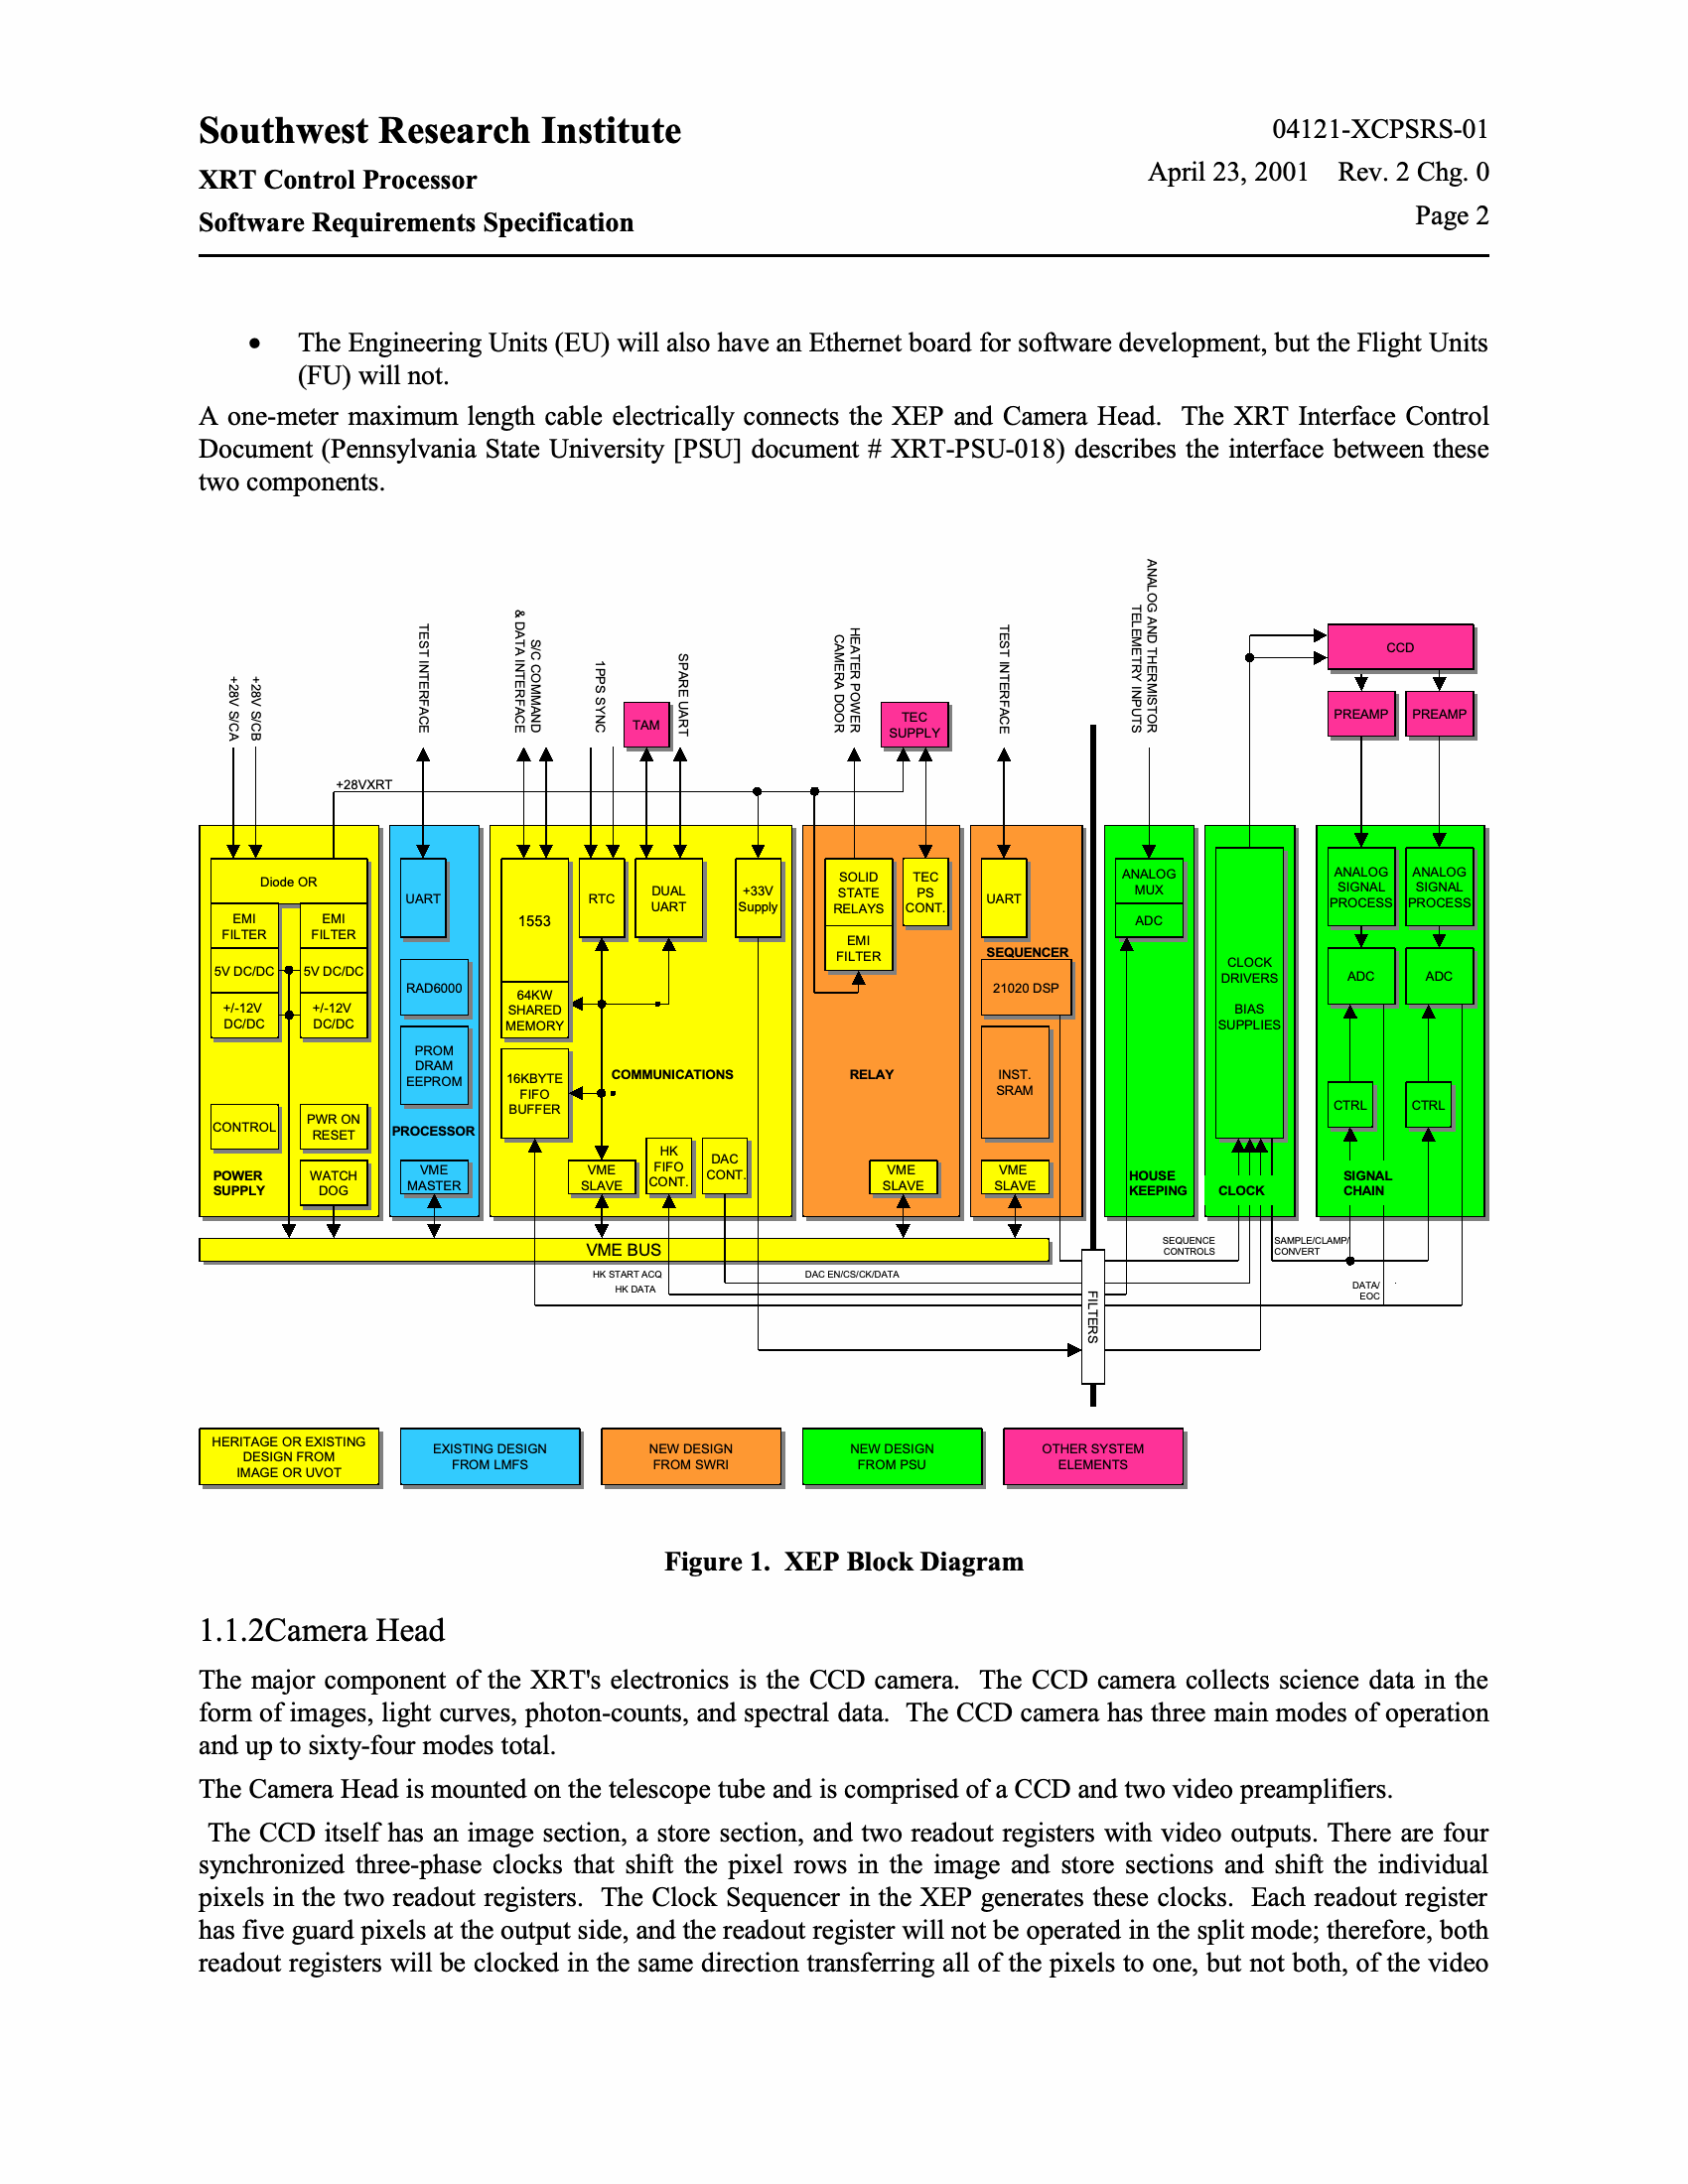 Southwest Research Institute
04121-XCPSRS-01
XRT Control Processor
April 23, 2001 Rev. 2 Chg. 0
Software Requirements Specification
Page 2
• The Engineering Units (EU) will also have an Ethernet board for software development, but the Flight Units
(FU) will not.
A one-meter maximum length cable electrically connects the XEP and Camera Head. The XRT Interface Control
Document (Pennsylvania State University [PSU] document # XRT-PSU-018) describes the interface between these
two components.
+28V S/CA
+28V S/CB
TEST INTERFACE
S/C COMMAND
& DATA INTERFACE
1PPS SYNC
TAM
SPARE UART
HEATER POWER
CAMERA DOOR
TEC
SUPPLY
TEST INTERFACE
ANALOG AND THERMISTOR
TELEMETRY INPUTS
CCD
PREAMP
PREAMP
+28VXRT
Diode OR
EMI
FILTER
EMI
FILTER
5V DC/DC
5V DC/DC
+/-12V
DC/DC
+/-12V
DC/DC
CONTROL
PWR ON
RESET
POWER
SUPPLY
WATCH
DOG
UART
RAD6000
PROM
DRAM
EEPROM
PROCESSOR
VME
MASTER
1553
64KW
SHARED
MEMORY
16KBYTE
FIFO
BUFFER
RTC
DUAL
UART
+33V
Supply
COMMUNICATIONS
VME
SLAVE
HK
FIFO
CONT.
DAC
CONT.
SOLID
STATE
RELAYS
EMI
FILTER
TEC
PS
CONT.
RELAY
VME
SLAVE
UART
SEQUENCER
21020 DSP
INST.
SRAM
VME
SLAVE
ANALOG
MUX
ADC
HOUSE
KEEPING
CLOCK
DRIVERS
BIAS
SUPPLIES
CLOCK
ANALOG
SIGNAL
PROCESS
ANALOG
SIGNAL
PROCESS
ADC
ADC
CTRL
CTRL
SIGNAL
CHAIN
VME BUS
SEQUENCE
CONTROLS
SAMPLE/CLAMP/
CONVERT
HK START ACQ
HK DATA
DAC EN/CS/CK/DATA
DATA/
EOC
FILTERS
HERITAGE OR EXISTING
DESIGN FROM
IMAGE OR UVOT
EXISTING DESIGN
FROM LMFS
NEW DESIGN
FROM SWRI
NEW DESIGN
FROM PSU
OTHER SYSTEM
ELEMENTS
Figure 1. XEP Block Diagram
1.1.2Camera Head
The major component of the XRT's electronics is the CCD camera. The CCD camera collects science data in the
form of images, light curves, photon-counts, and spectral data. The CCD camera has three main modes of operation
and up to sixty-four modes total.
The Camera Head is mounted on the telescope tube and is comprised of a CCD and two video preamplifiers.
The CCD itself has an image section, a store section, and two readout registers with video outputs. There are four
synchronized three-phase clocks that shift the pixel rows in the image and store sections and shift the individual
pixels in the two readout registers. The Clock Sequencer in the XEP generates these clocks. Each readout register
has five guard pixels at the output side, and the readout register will not be operated in the split mode; therefore, both
readout registers will be clocked in the same direction transferring all of the pixels to one, but not both, of the video